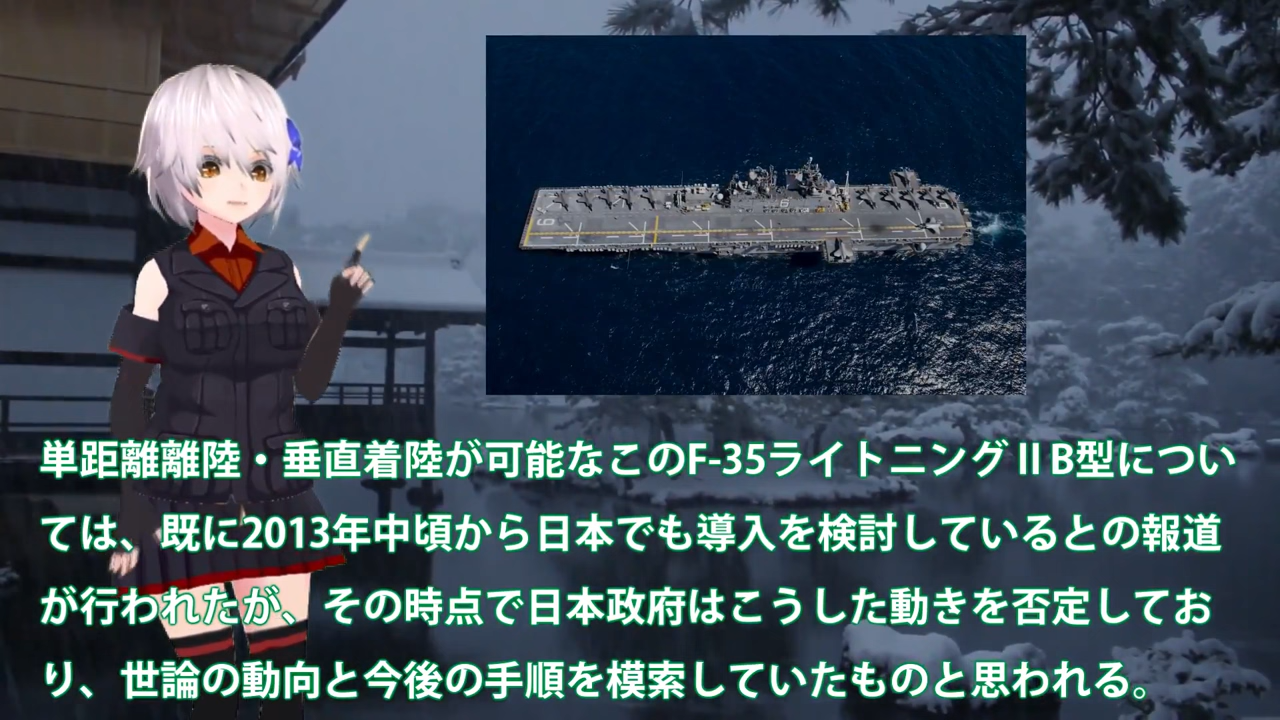 単距離離陸・垂直着陸が可能なこのF-35ライトニングⅡB型につい
ては、既に2013年中頃から日本でも導入を検討しているとの報道
が行われたが、その時点で日本政府はこうした動きを否定してお
り、世論の動向と今後の手順を模索していたものと思われる。
6
6